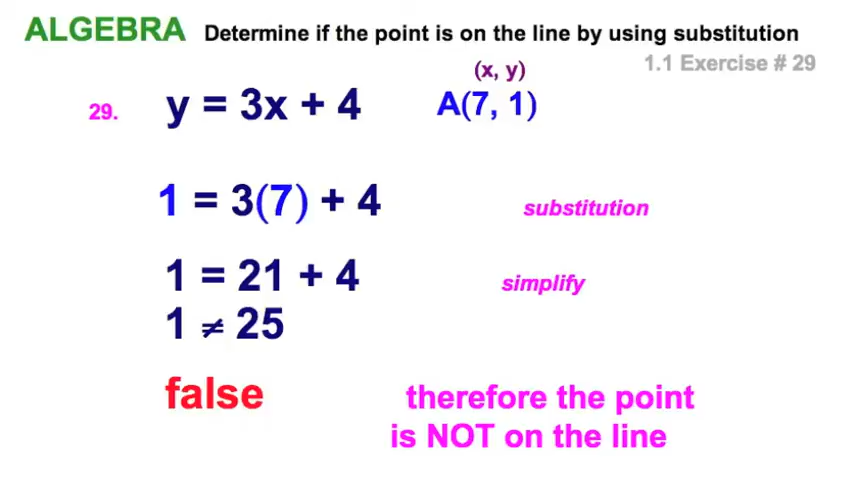 ALGEBRA Determine if the point is on the line by using substitution
1.1 Exercise # 29
(x, y)
29. y = 3x + 4 A(7, 1)
1 = 3(7) + 4 substitution
1 = 21 + 4 simplify
1 ≠ 25
false therefore the point
is NOT on the line